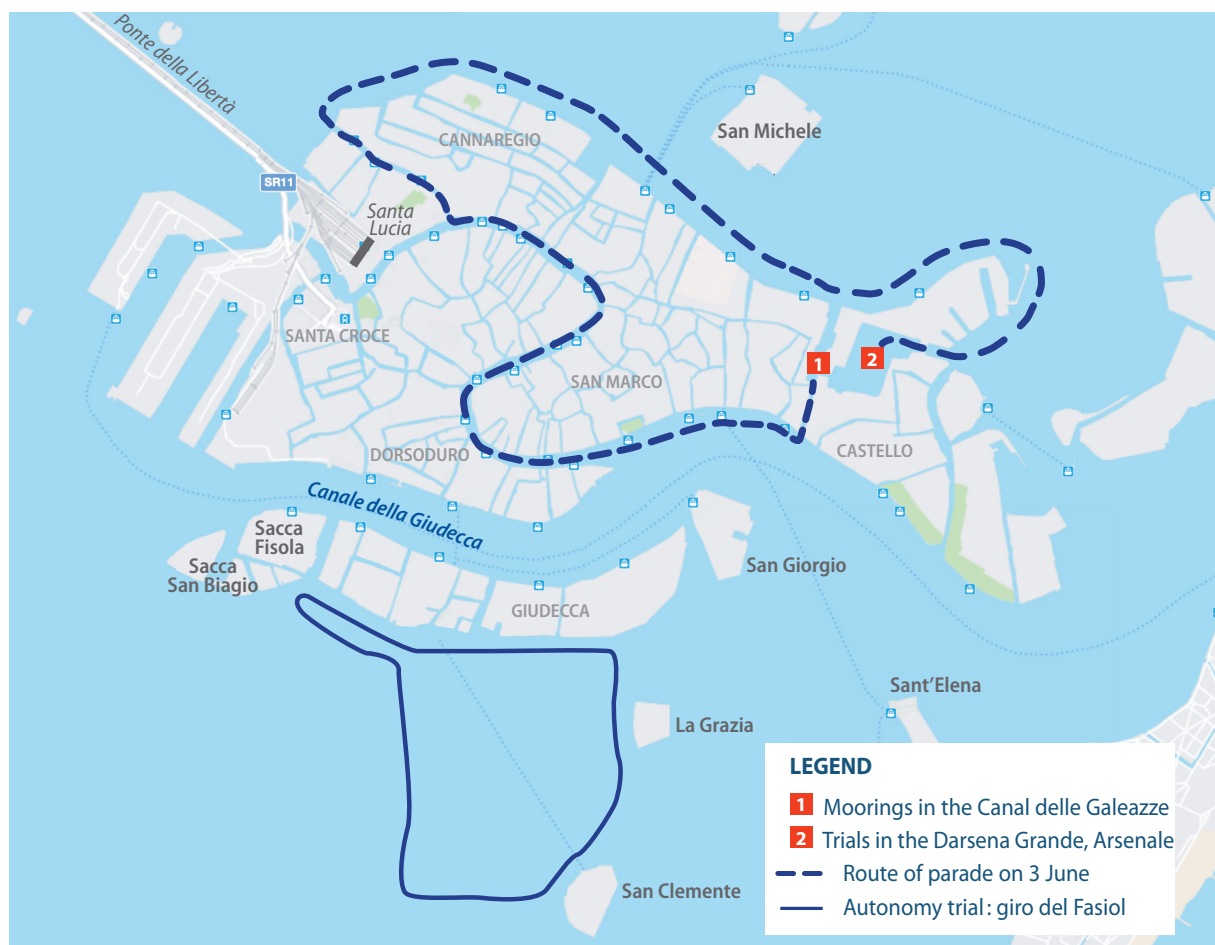 Ponte della Libertà
San Michele
CANNAREGIO
SR11
Santa
Lucia
SANTA CROCE
1
2
SAN MARCO
DORSODURO
CASTELLO
Canale della Giudecca
Sacca
Fisola
Sacca
San Biagio
San Giorgio
GIUDECCA
Sant'Elena
La Grazia
San Clemente
LEGEND
1 Moorings in the Canal delle Galeazze
2 Trials in the Darsena Grande, Arsenale
Route of parade on 3 June
Autonomy trial : giro del Fasiol